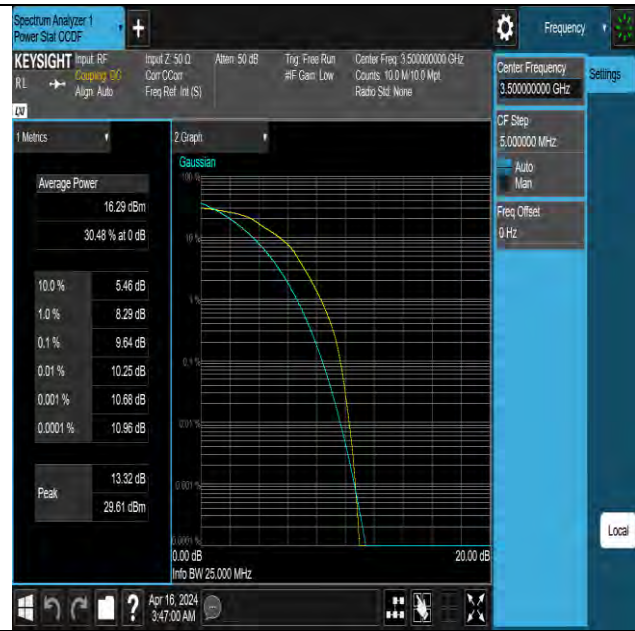 Spectrum Analyzer 1
Power Stat CCDF
Frequency
KEYSIGHT
Input: RF
Coupling: DC
Align: Auto
Input Z: 50 Ω
Corr CCorr
Freq Ref: Int (S)
Atten: 50 dB
Trig: Free Run
#IF Gain: Low
Center Freq: 3.500000000 GHz
Counts: 10.0 M/10.0 Mpt
Radio Std: None
RL
LXI
Center Frequency
3.500000000 GHz
Settings
CF Step
5.000000 MHz
Auto
Man
Freq Offset
0 Hz
1 Metrics
2 Graph
Gaussian
Average Power
16.29 dBm
30.48 % at 0 dB
10.0 % 5.46 dB
1.0 % 8.29 dB
0.1 % 9.64 dB
0.01 % 10.25 dB
0.001 % 10.68 dB
0.0001 % 10.96 dB
Peak
13.32 dB
29.61 dBm
100 %
10 %
1 %
0.1 %
0.01 %
0.001 %
0.0001 %
0.00 dB
20.00 dB
Info BW 25.000 MHz
Local
?
Apr 16, 2024
3:47:00 AM